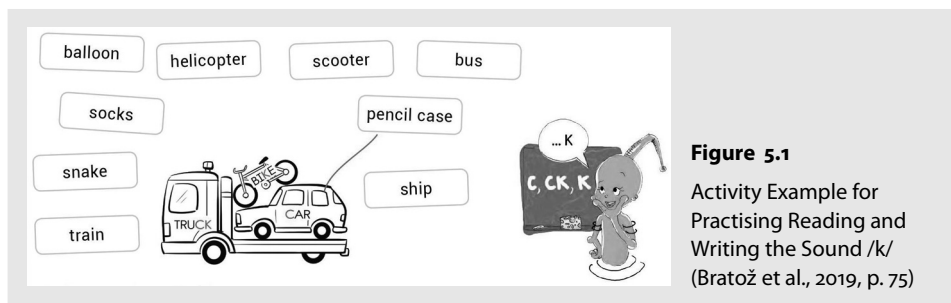 balloon
helicopter
scooter
bus
socks
pencil case
snake
ship
train
TRUCK
BIKE
CAR
... K
C, CK, K
Figure 5.1
Activity Example for
Practising Reading and
Writing the Sound /k/
(Bratož et al., 2019, p. 75)